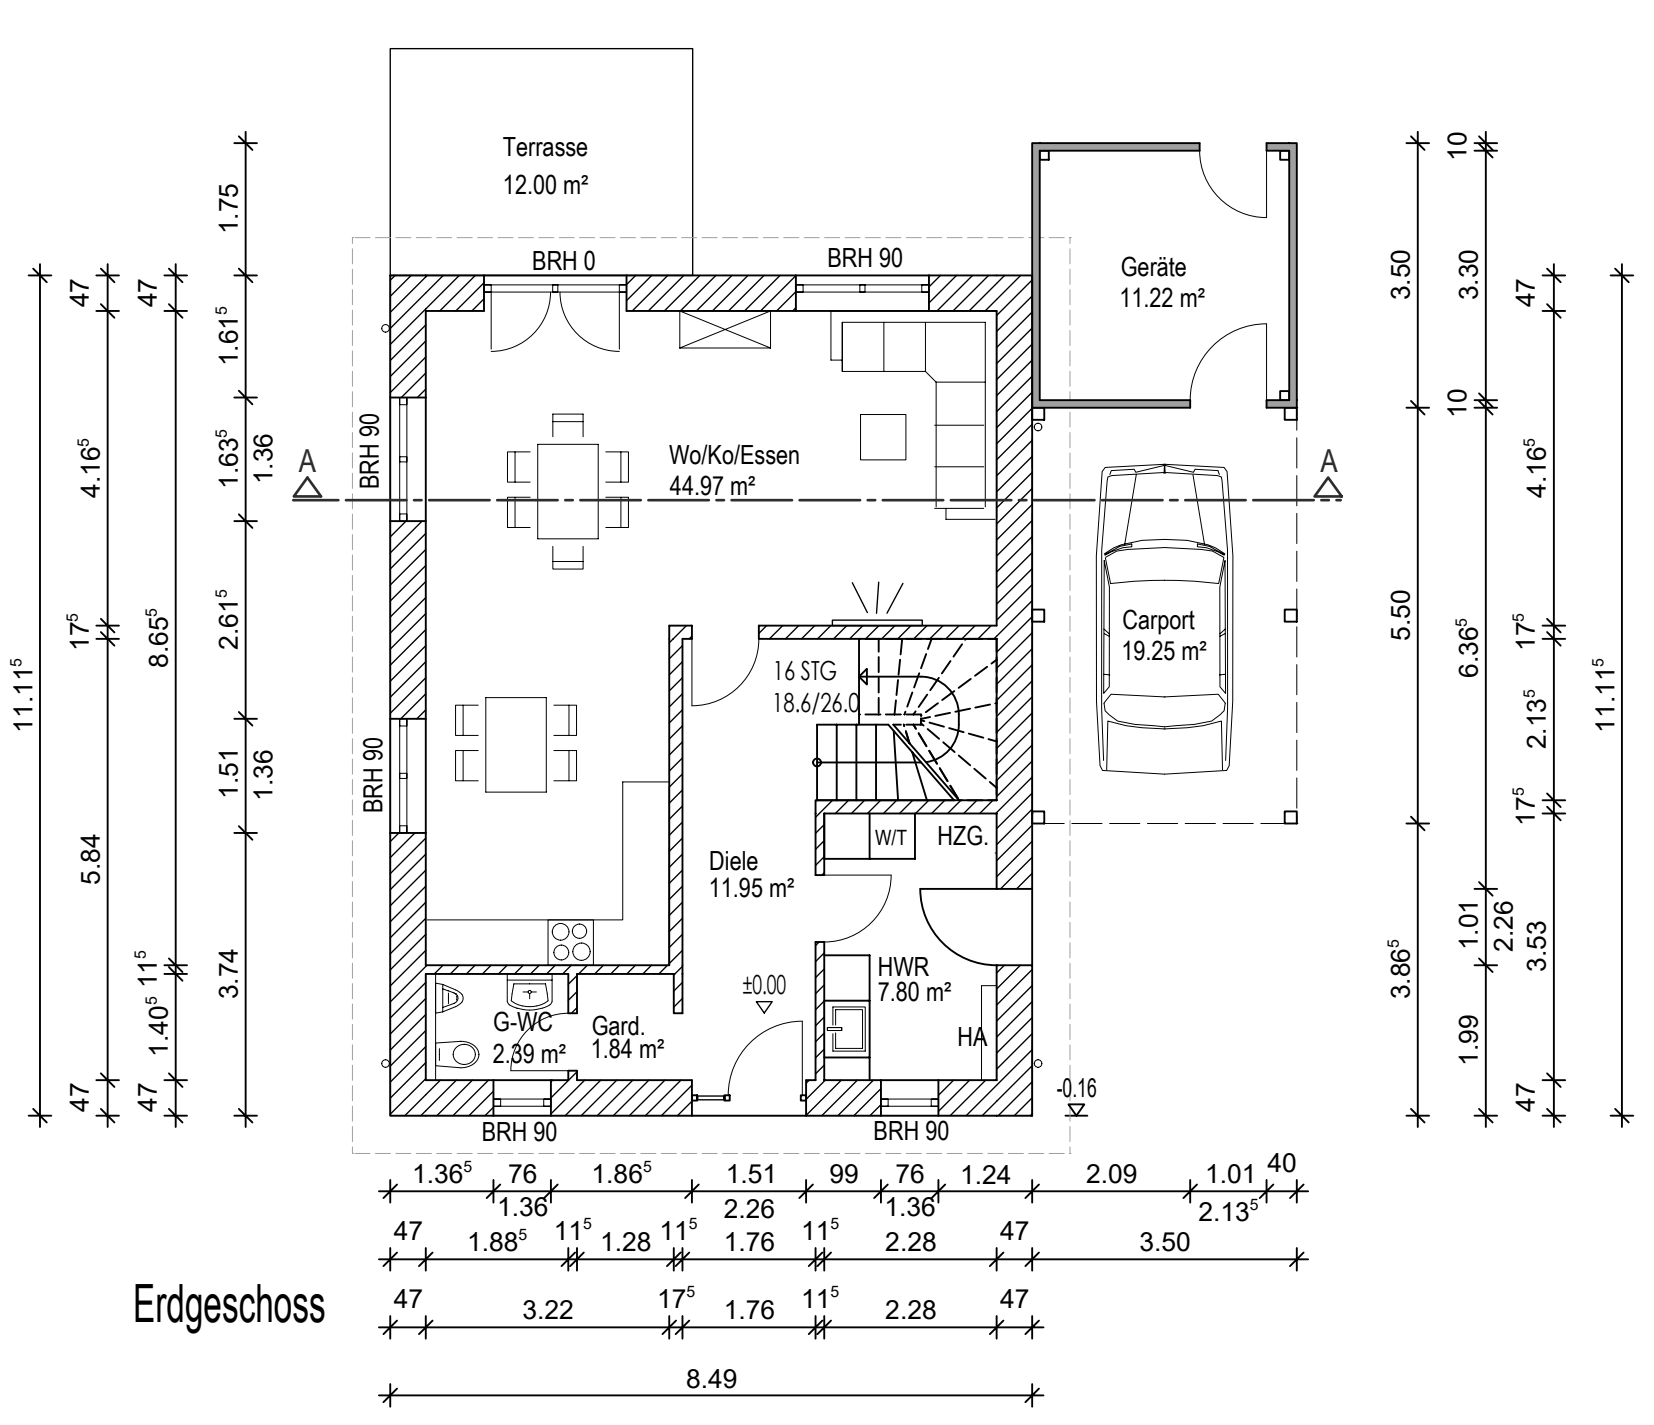 Terrasse
12.00 m²
BRH 0
BRH 90
Geräte
11.22 m²
BRH 90
Wo/Ko/Essen
44.97 m²
A
A
Carport
19.25 m²
16 STG
18.6/26.0
BRH 90
W/T
HZG.
Diele
11.95 m²
HWR
7.80 m²
±0.00
G-WC
2.39 m²
Gard.
1.84 m²
HA
-0.16
BRH 90
BRH 90
11.11⁵
47
4.16⁵
17⁵
5.84
47
47
8.65⁵
11⁵
1.40⁵
47
1.75
1.61⁵
1.63⁵
1.36
2.61⁵
1.51
1.36
3.74
3.50
5.50
3.86⁵
10
3.30
10
6.36⁵
1.01
2.26
1.99
47
4.16⁵
17⁵
2.13⁵
17⁵
3.53
47
11.11⁵
1.36⁵ 76 1.86⁵ 1.51 99 76 1.24 2.09 1.01 40
1.36 2.26 1.36 2.13⁵
47 1.88⁵ 11⁵ 1.28 11⁵ 1.76 11⁵ 2.28 47 3.50
47 3.22 17⁵ 1.76 11⁵ 2.28 47
8.49
Erdgeschoss